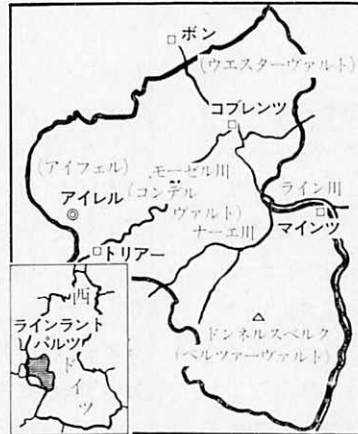 ボン
(ウエスターヴァルト)
コブレンツ
(アイフェル)
モーゼル川
アイレル
(コンデル
ヴァルト)
ライン川
ナーエ川
マインツ
トリアー
ドンネルスベルク
(ペルツァーヴァルト)
西
ドイツ
ラインラント
パルツ